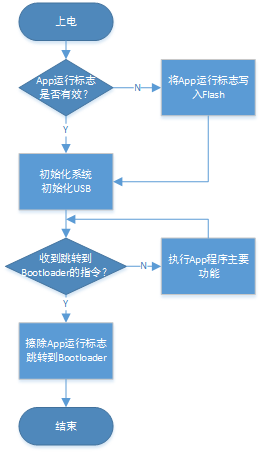 上电
App运行标志
是否有效？
N
将App运行标志写
入Flash
Y
初始化系统
初始化USB
收到跳转到
Bootloader的指令？
N
执行App程序主要
功能
Y
擦除App运行标志
跳转到Bootloader
结束